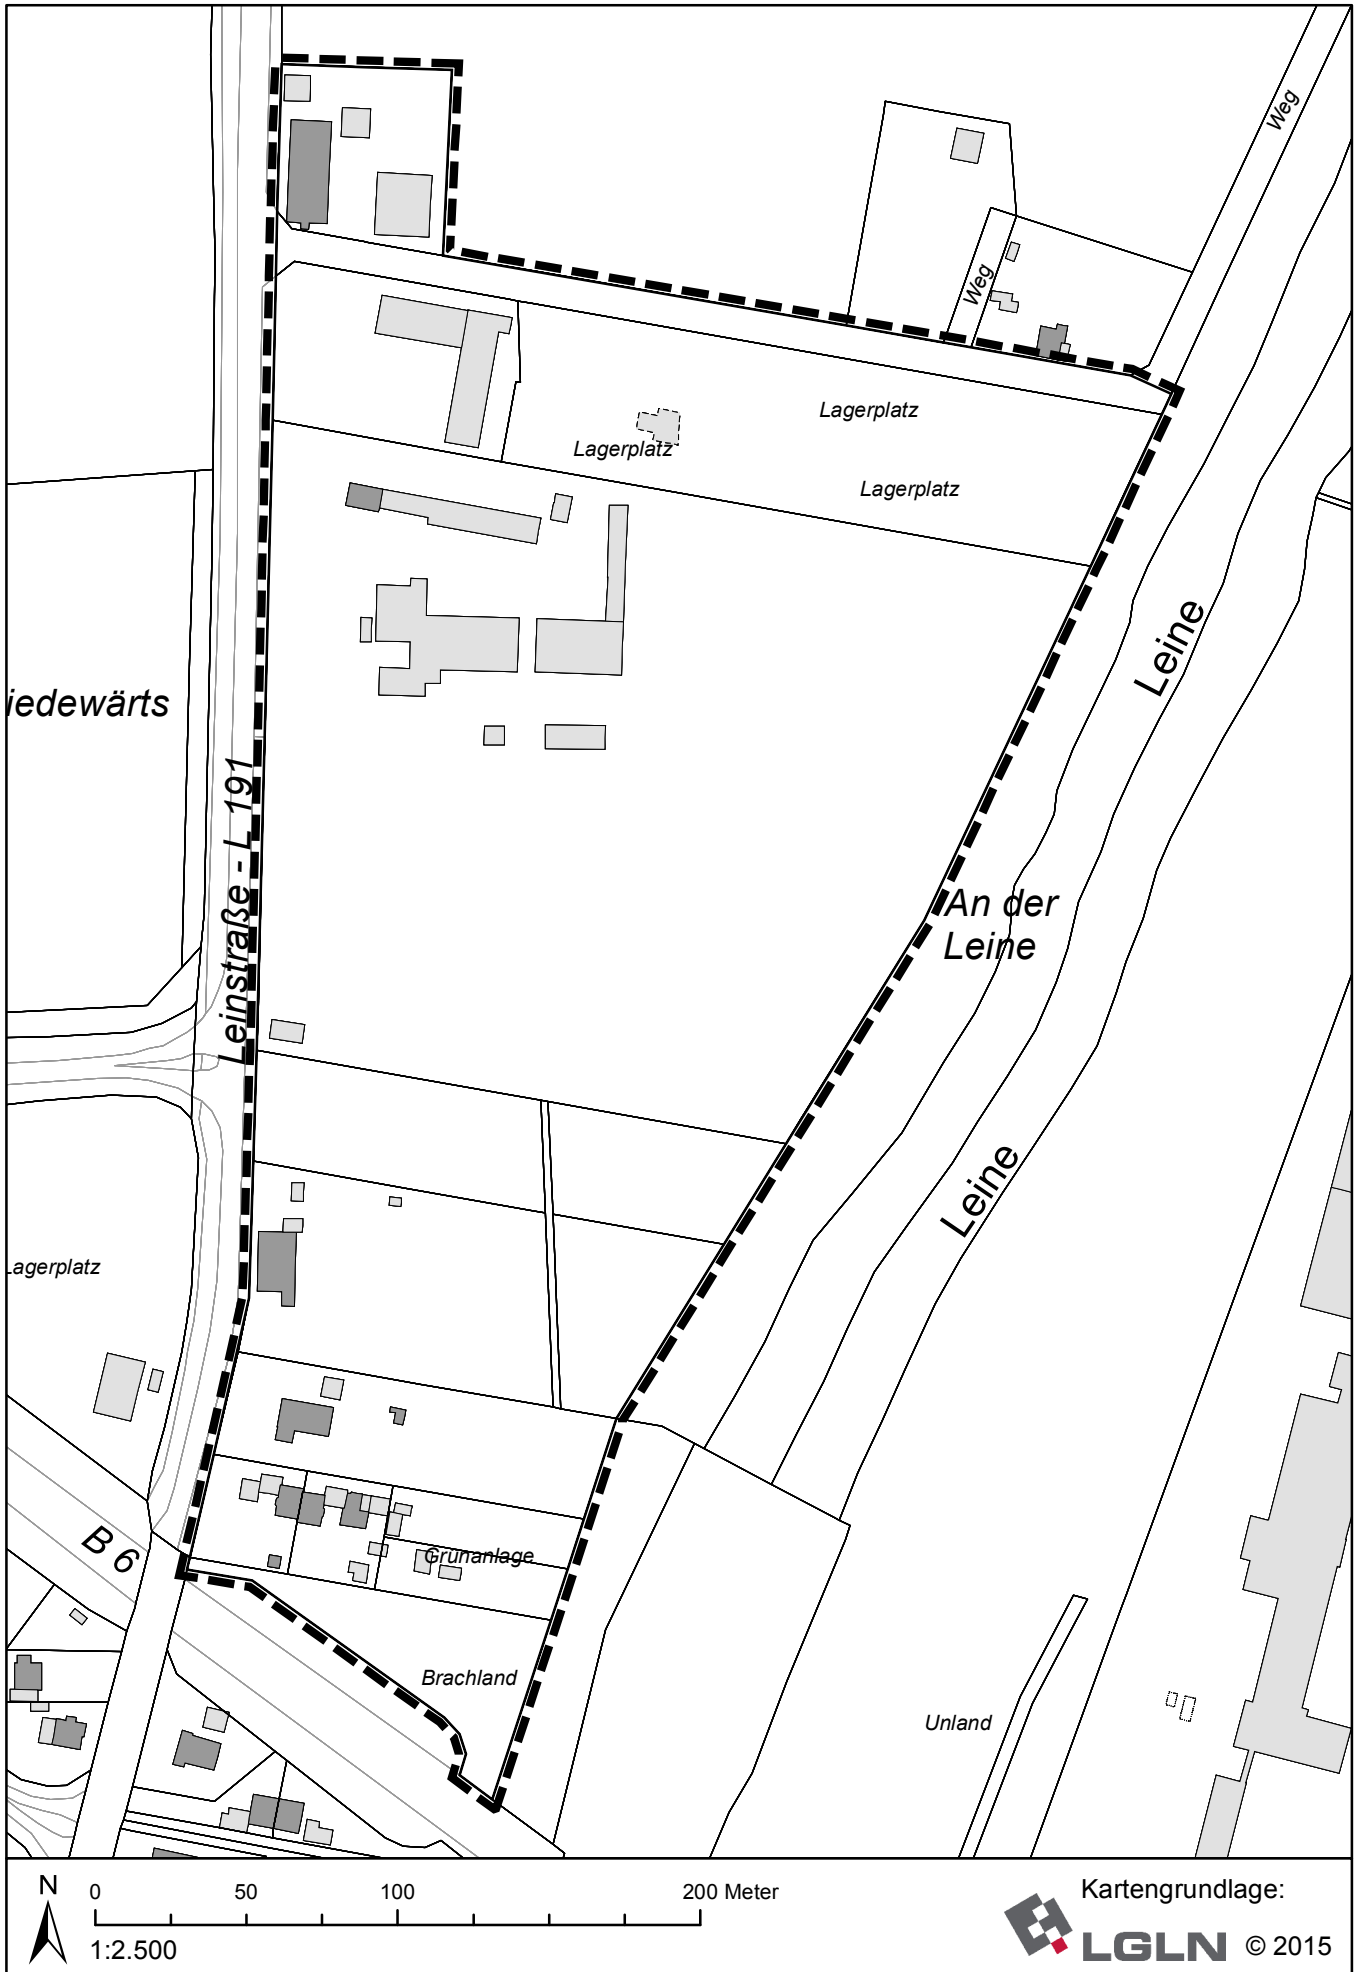 Weg
Weg
Lagerplatz
Lagerplatz
Lagerplatz
Leine
iedewärts
Leinstraße - L 191
An der
Leine
Leine
Lagerplatz
B 6
Grünanlage
Brachland
Unland
N
0 50 100 200 Meter
1:2.500
Kartengrundlage:
LGLN © 2015